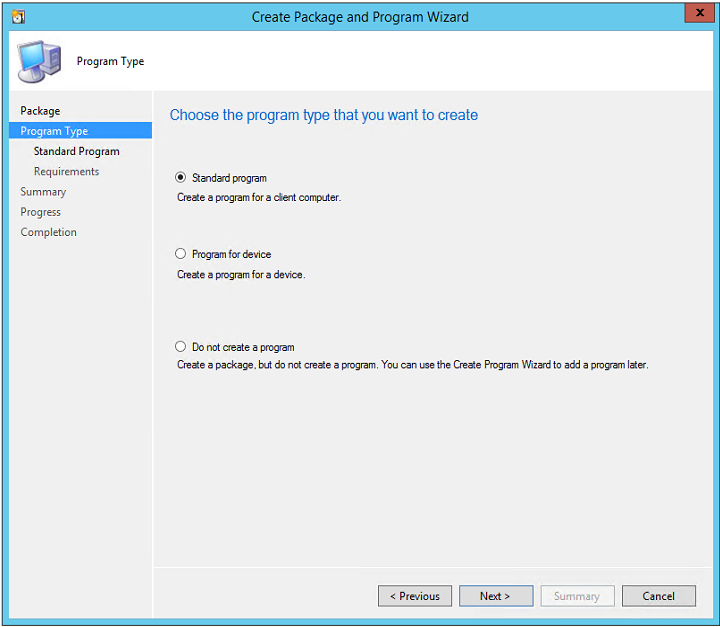 Create Package and Program Wizard
x
Program Type
Package
Program Type
Standard Program
Requirements
Summary
Progress
Completion
Choose the program type that you want to create
Standard program
Create a program for a client computer.
Program for device
Create a program for a device.
Do not create a program
Create a package, but do not create a program. You can use the Create Program Wizard to add a program later.
< Previous
Next >
Summary
Cancel